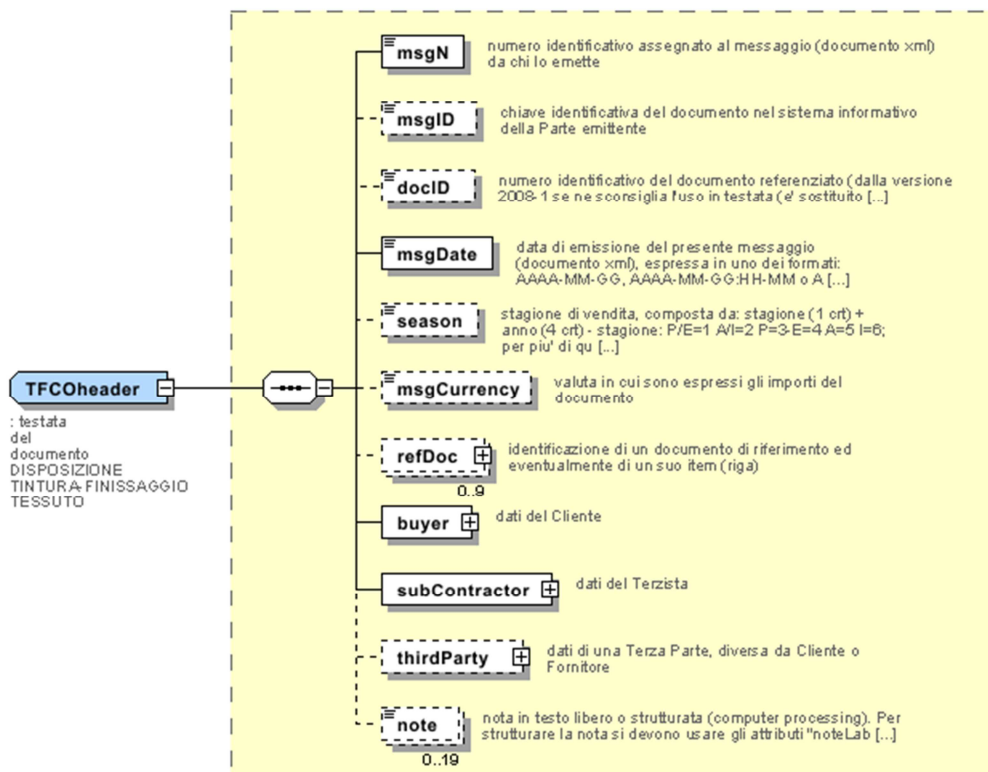 msgN
numero identificativo assegnato al messaggio (documento xml)
da chi lo emette
msgID
chiave identificativa del documento nel sistema informativo
della Parte emittente
docID
numero identificativo del documento referenziato (dalla versione
2008-1 se ne sconsiglia l'uso in testata (e' sostituito [...]
msgDate
data di emissione del presente messaggio
(documento xml), espressa in uno dei formati:
AAAA-MM-GG, AAAA-MM-GG:HH-MM o A [...]
season
stagione di vendita, composta da: stagione (1 crt) +
anno (4 crt) - stagione: P/E=1 A/I=2 P=3-E=4 A=5 I=6;
per piu' di qu [...]
TFCOheader
: testata
del
documento
DISPOSIZIONE
TINTURA-FINISSAGGIO
TESSUTO
msgCurrency
valuta in cui sono espressi gli importi del
documento
refDoc
identificazione di un documento di riferimento ed
eventualmente di un suo item (riga)
0..9
buyer
dati del Cliente
subContractor
dati del Terzista
thirdParty
dati di una Terza Parte, diversa da Cliente o
Fornitore
note
nota in testo libero o strutturata (computer processing). Per
strutturare la nota si devono usare gli attributi "noteLab [...]
0..19